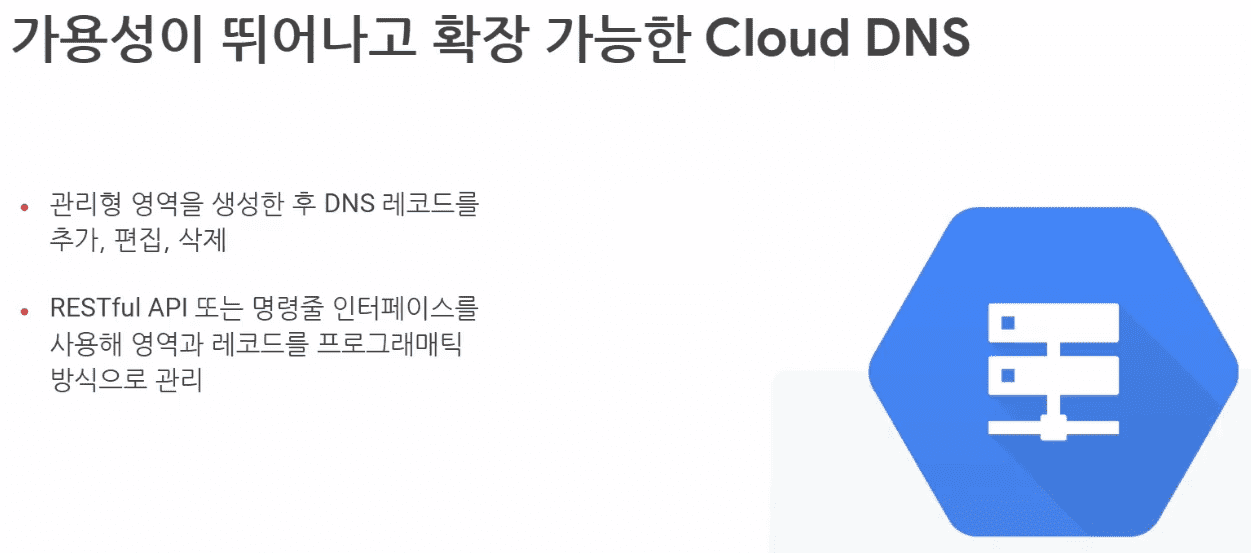 가용성이 뛰어나고 확장 가능한 Cloud DNS
• 관리형 영역을 생성한 후 DNS 레코드를
추가, 편집, 삭제
• RESTful API 또는 명령줄 인터페이스를
사용해 영역과 레코드를 프로그래매틱
방식으로 관리